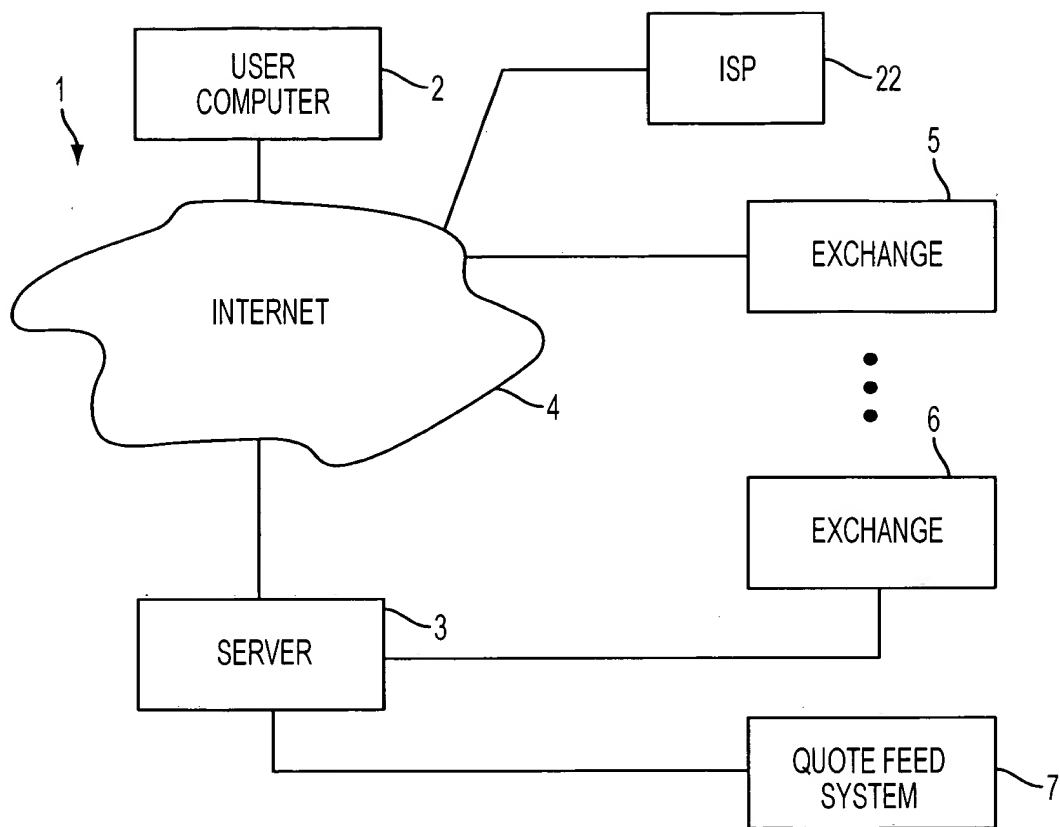 USER
COMPUTER
2
ISP
22
1
5
EXCHANGE
INTERNET
4
6
EXCHANGE
3
SERVER
QUOTE FEED
SYSTEM
7